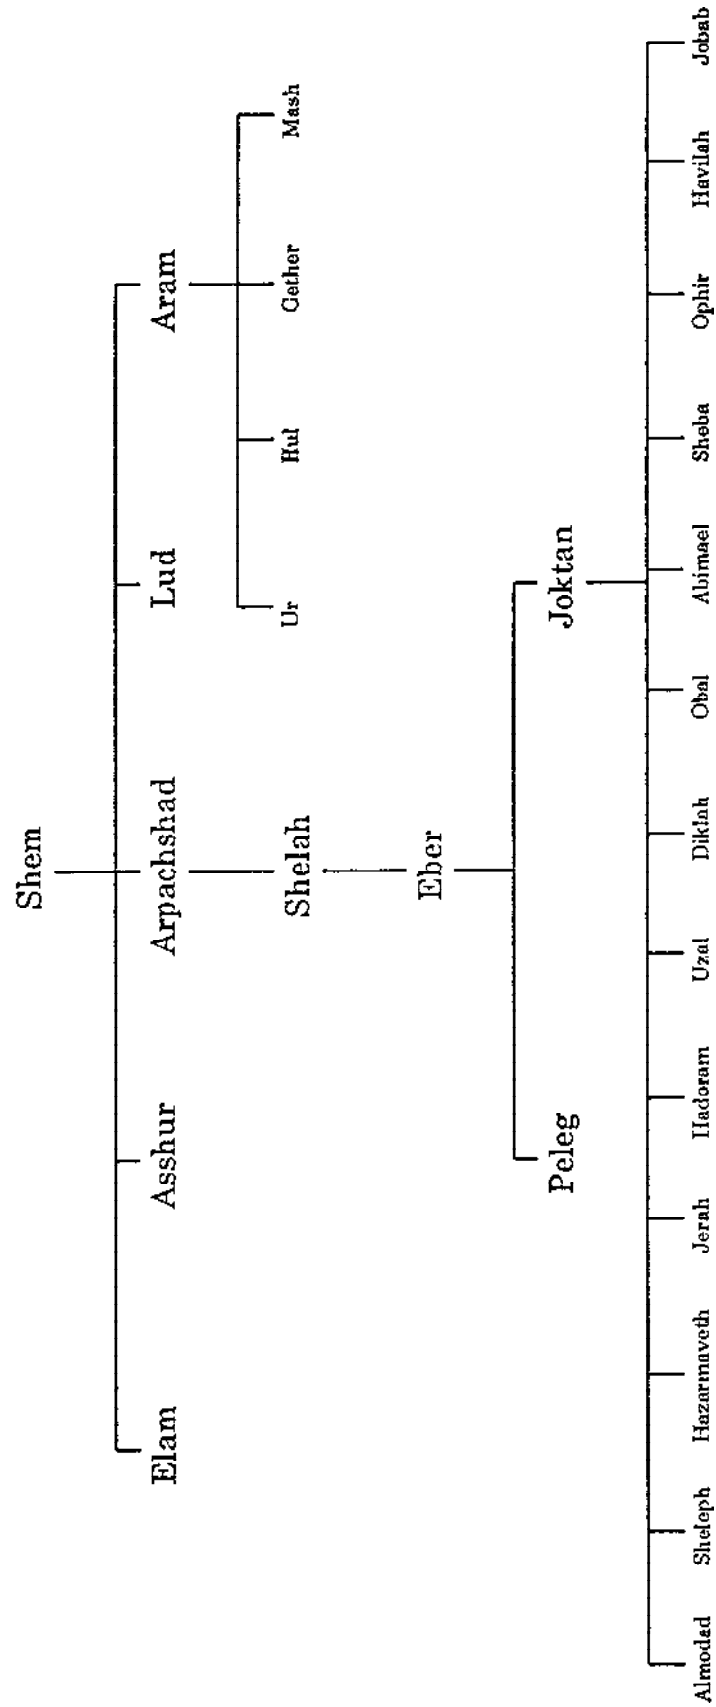 Shem
Elam Asshur Arpachshad Lud Aram
Shelah Ur Hul Gether Mash
Eber
Peleg Joktan
Almodad Sheleph Hazarmaveth Jerah Hadoram Uzal Diklah Obal Abimael Sheba Ophir Havilah Jobab